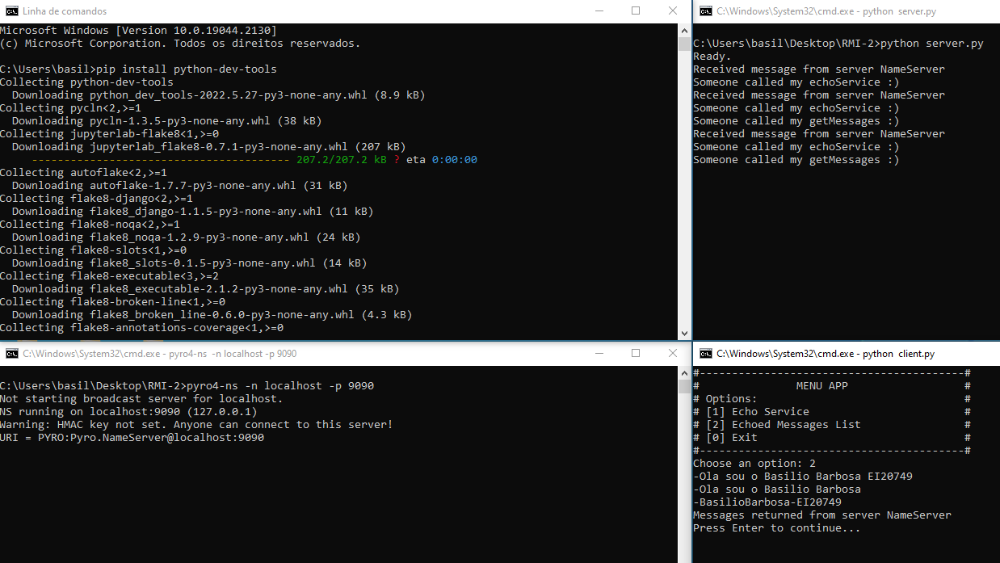 Linha de comandos
Microsoft Windows [Version 10.0.19044.2130]
(c) Microsoft Corporation. Todos os direitos reservados.
C:\Users\basil>pip install python-dev-tools
Collecting python-dev-tools
  Downloading python_dev_tools-2022.5.27-py3-none-any.whl (8.9 kB)
Collecting pycln<2,>=1
  Downloading pycln-1.3.5-py3-none-any.whl (38 kB)
Collecting jupyterlab-flake8<1,>=0
  Downloading jupyterlab_flake8-0.7.1-py3-none-any.whl (207 kB)
     ---------------------------------------- 207.2/207.2 kB ? eta 0:00:00
Collecting autoflake<2,>=1
  Downloading autoflake-1.7.7-py3-none-any.whl (31 kB)
Collecting flake8-django<2,>=1
  Downloading flake8_django-1.1.5-py3-none-any.whl (11 kB)
Collecting flake8-noqa<2,>=1
  Downloading flake8_noqa-1.2.9-py3-none-any.whl (24 kB)
Collecting flake8-slots<1,>=0
  Downloading flake8_slots-0.1.5-py3-none-any.whl (14 kB)
Collecting flake8-executable<3,>=2
  Downloading flake8_executable-2.1.2-py3-none-any.whl (35 kB)
Collecting flake8-broken-line<1,>=0
  Downloading flake8_broken_line-0.6.0-py3-none-any.whl (4.3 kB)
Collecting flake8-annotations-coverage<1,>=0
C:\Windows\System32\cmd.exe - python  server.py
C:\Users\basil\Desktop\RMI-2>python server.py
Ready.
Received message from server NameServer
Someone called my echoService :)
Received message from server NameServer
Someone called my echoService :)
Someone called my getMessages :)
Received message from server NameServer
Someone called my echoService :)
Someone called my getMessages :)
C:\Windows\System32\cmd.exe - pyro4-ns  -n localhost -p 9090
C:\Users\basil\Desktop\RMI-2>pyro4-ns -n localhost -p 9090
Not starting broadcast server for localhost.
NS running on localhost:9090 (127.0.0.1)
Warning: HMAC key not set. Anyone can connect to this server!
URI = PYRO:Pyro.NameServer@localhost:9090
C:\Windows\System32\cmd.exe - python  client.py
#-----------------------------------------#
#               MENU APP                  #
# Options:                                #
# [1] Echo Service                        #
# [2] Echoed Messages List                #
# [0] Exit                                #
#-----------------------------------------#
Choose an option: 2
-Ola sou o Basilio Barbosa EI20749
-Ola sou o Basilio Barbosa
-BasilioBarbosa-EI20749
Messages returned from server NameServer
Press Enter to continue...